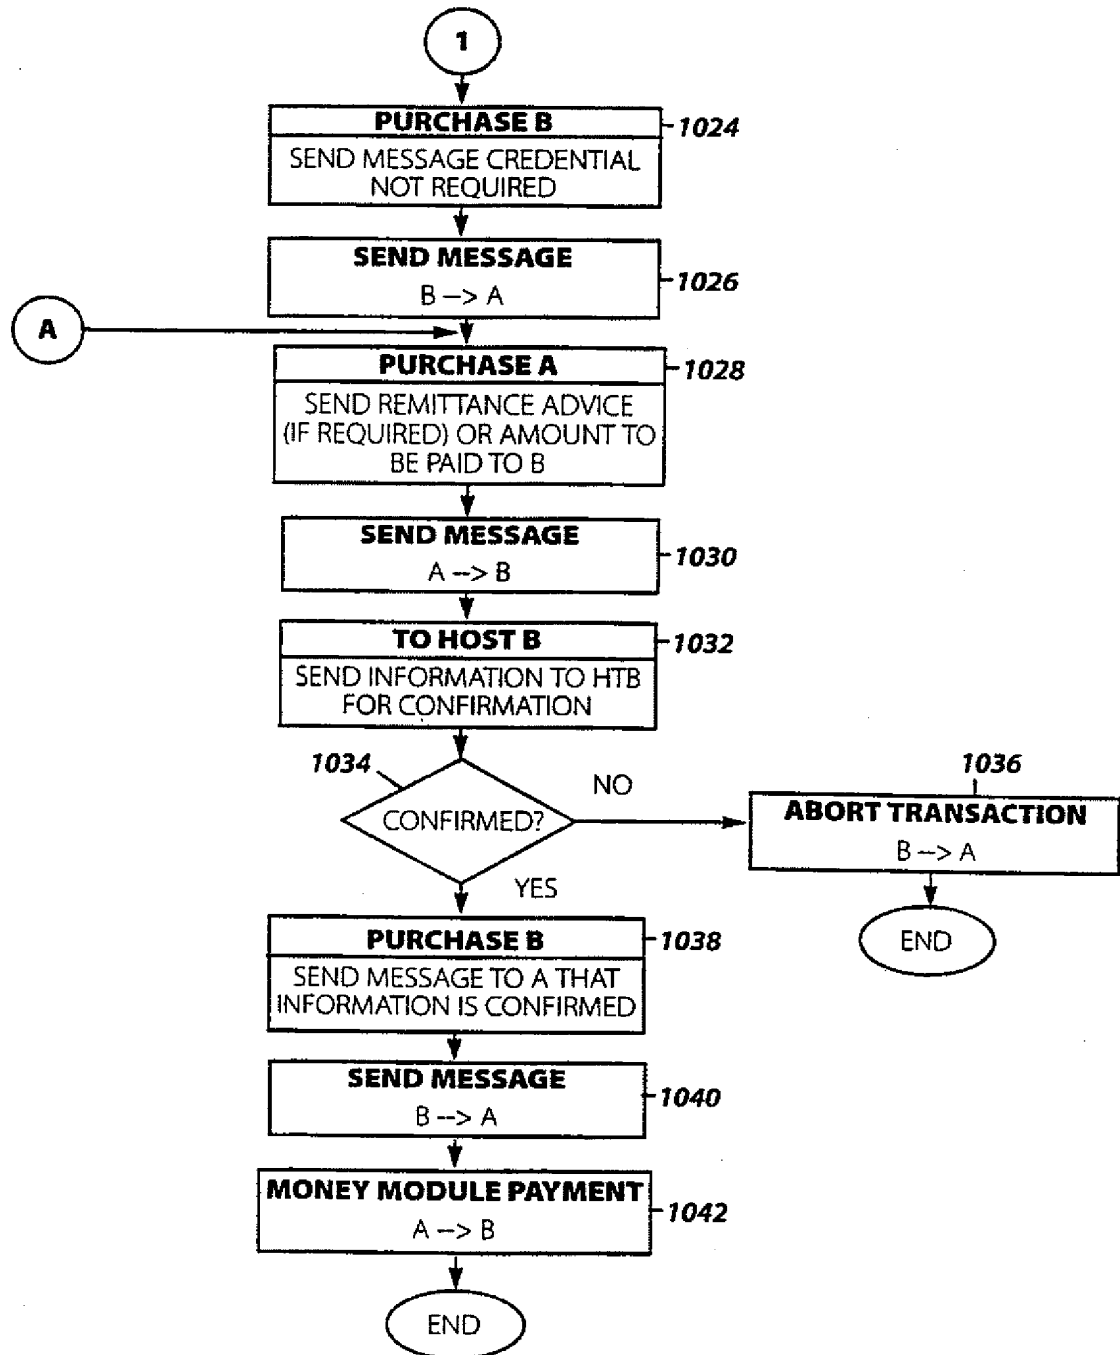 1
PURCHASE B
1024
SEND MESSAGE CREDENTIAL
NOT REQUIRED
SEND MESSAGE
1026
B --> A
A
PURCHASE A
1028
SEND REMITTANCE ADVICE
(IF REQUIRED) OR AMOUNT TO
BE PAID TO B
SEND MESSAGE
1030
A --> B
TO HOST B
1032
SEND INFORMATION TO HTB
FOR CONFIRMATION
1034
CONFIRMED?
NO
1036
ABORT TRANSACTION
B --> A
END
YES
PURCHASE B
1038
SEND MESSAGE TO A THAT
INFORMATION IS CONFIRMED
SEND MESSAGE
1040
B --> A
MONEY MODULE PAYMENT
1042
A --> B
END